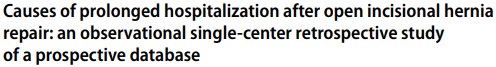 Causes of prolonged hospitalization after open incisional hernia
repair: an observational single-center retrospective study
of a prospective database